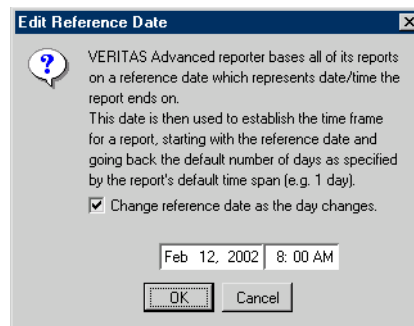 Edit Reference Date
VERITAS Advanced reporter bases all of its reports
on a reference date which represents date/time the
report ends on.
This date is then used to establish the time frame
for a report, starting with the reference date and
going back the default number of days as specified
by the report's default time span (e.g. 1 day).
Change reference date as the day changes.
Feb 12, 2002 8: 00 AM
OK Cancel